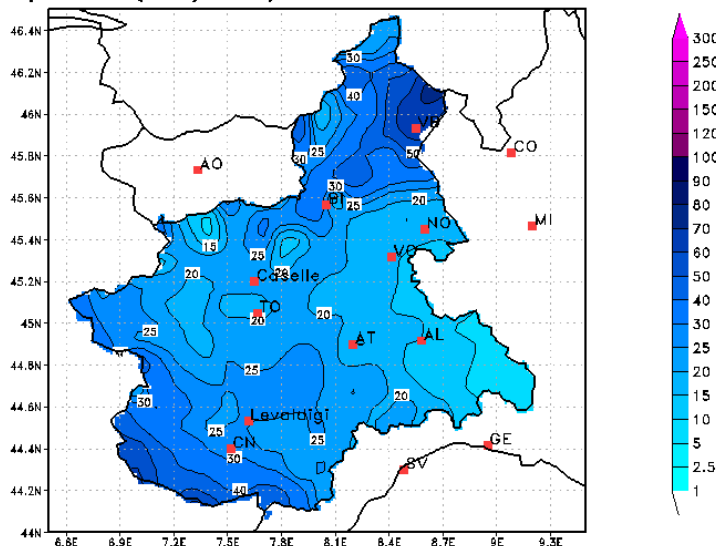 46.4N
46.2N
46N
45.8N
45.6N
45.4N
45.2N
45N
44.8N
44.6N
44.4N
44.2N
44N
6.6E 6.9E 7.2E 7.5E 7.8E 8.1E 8.4E 8.7E 9E 9.3E
30
40
VB
25
30
50
CO
AO
30
20
BI
25
MI
NO
15
25
VC
20
20
Caselle
TO
20
20
25
AT
AL
25
30
Levaldigi
25
20
CN
25
30
GE
D
SV
40
300
250
200
150
120
100
90
80
70
60
50
40
30
25
20
15
10
5
2.5
1